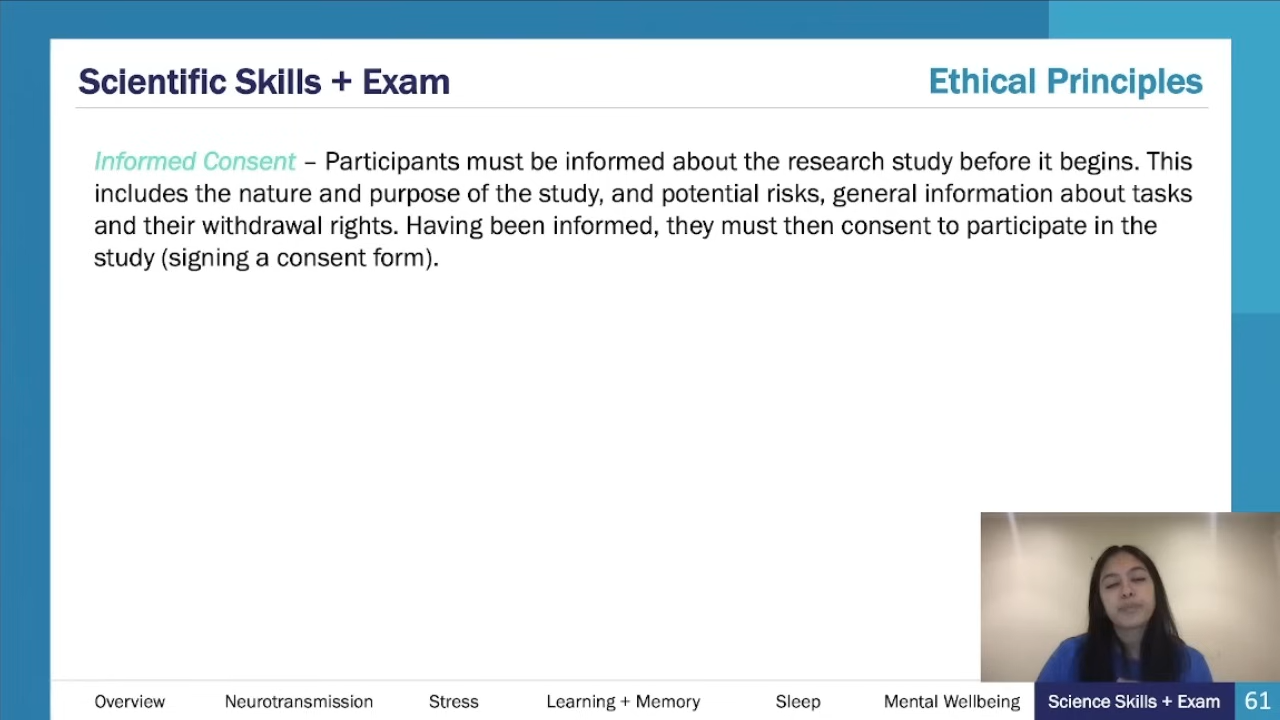 Scientific Skills + Exam
Ethical Principles
Informed Consent – Participants must be informed about the research study before it begins. This
includes the nature and purpose of the study, and potential risks, general information about tasks
and their withdrawal rights. Having been informed, they must then consent to participate in the
study (signing a consent form).
Overview Neurotransmission Stress Learning + Memory Sleep Mental Wellbeing Science Skills + Exam 61